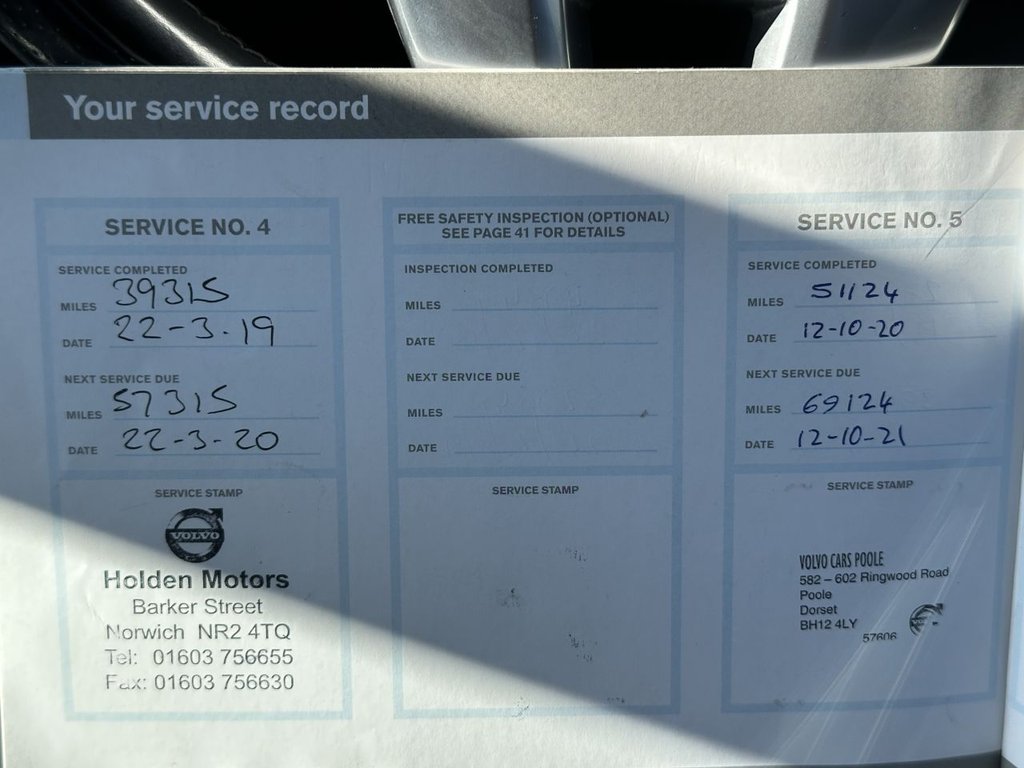 Your service record
SERVICE NO. 4
SERVICE COMPLETED
MILES 39315
DATE 22-3-19
NEXT SERVICE DUE
MILES 57315
DATE 22-3-20
SERVICE STAMP
VOLVO
Holden Motors
Barker Street
Norwich NR2 4TQ
Tel: 01603 756655
Fax: 01603 756630
FREE SAFETY INSPECTION (OPTIONAL)
SEE PAGE 41 FOR DETAILS
INSPECTION COMPLETED
MILES
DATE
NEXT SERVICE DUE
MILES
DATE
SERVICE STAMP
SERVICE NO. 5
SERVICE COMPLETED
MILES 51124
DATE 12-10-20
NEXT SERVICE DUE
MILES 69124
DATE 12-10-21
SERVICE STAMP
VOLVO CARS POOLE
582 – 602 Ringwood Road
Poole
Dorset
BH12 4LY
57606